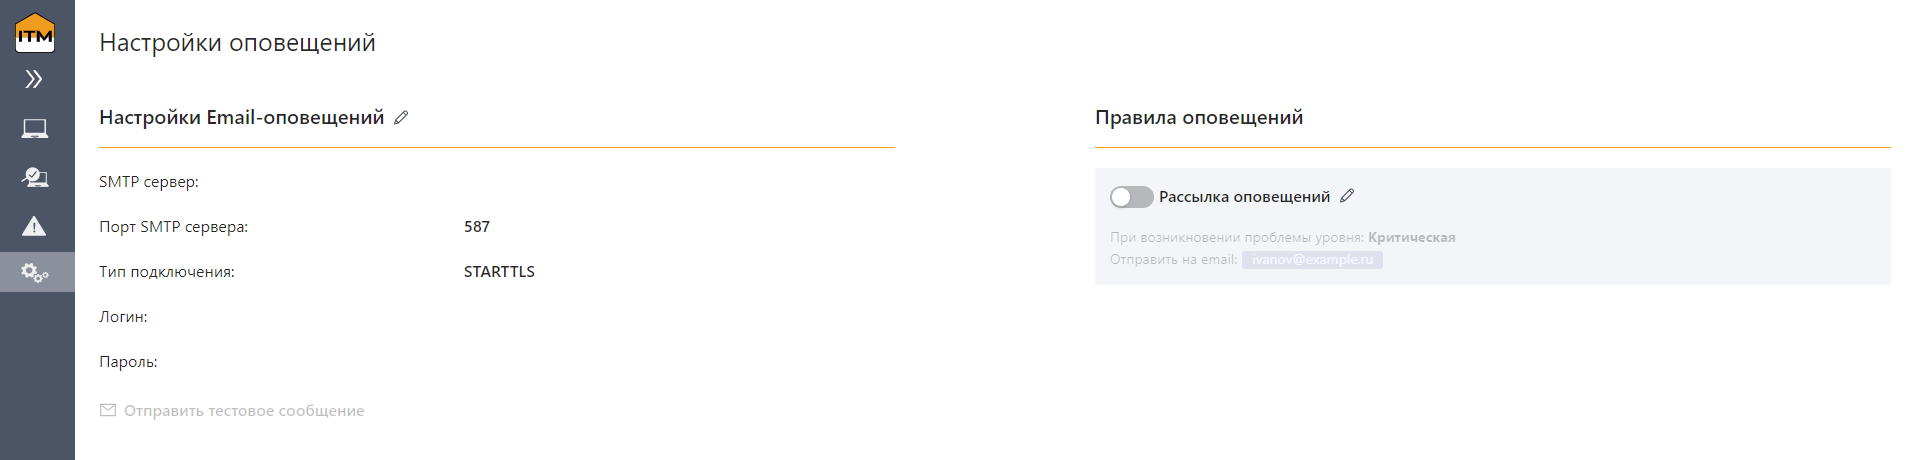 ITM
Настройки оповещений
Настройки Email-оповещений
SMTP сервер:
Порт SMTP сервера: 587
Тип подключения: STARTTLS
Логин:
Пароль:
Отправить тестовое сообщение
Правила оповещений
Рассылка оповещений
При возникновении проблемы уровня: Критическая
Отправить на email: ivanov@example.ru